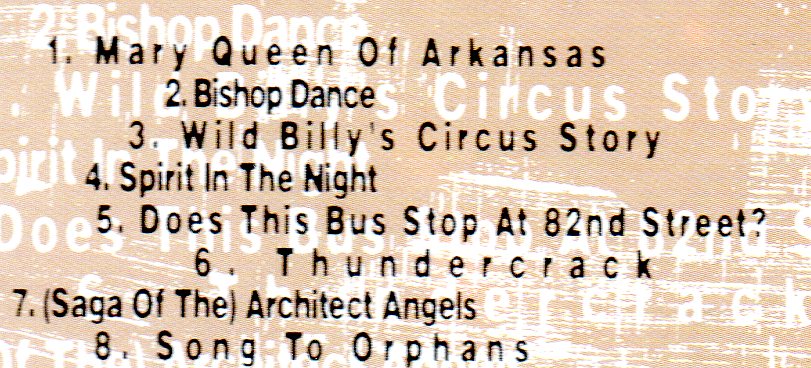 1. Mary Queen Of Arkansas
2. Bishop Dance
3. Wild Billy's Circus Story
4. Spirit In The Night
5. Does This Bus Stop At 82nd Street?
6. Thundercrack
7. (Saga Of The) Architect Angels
8. Song To Orphans